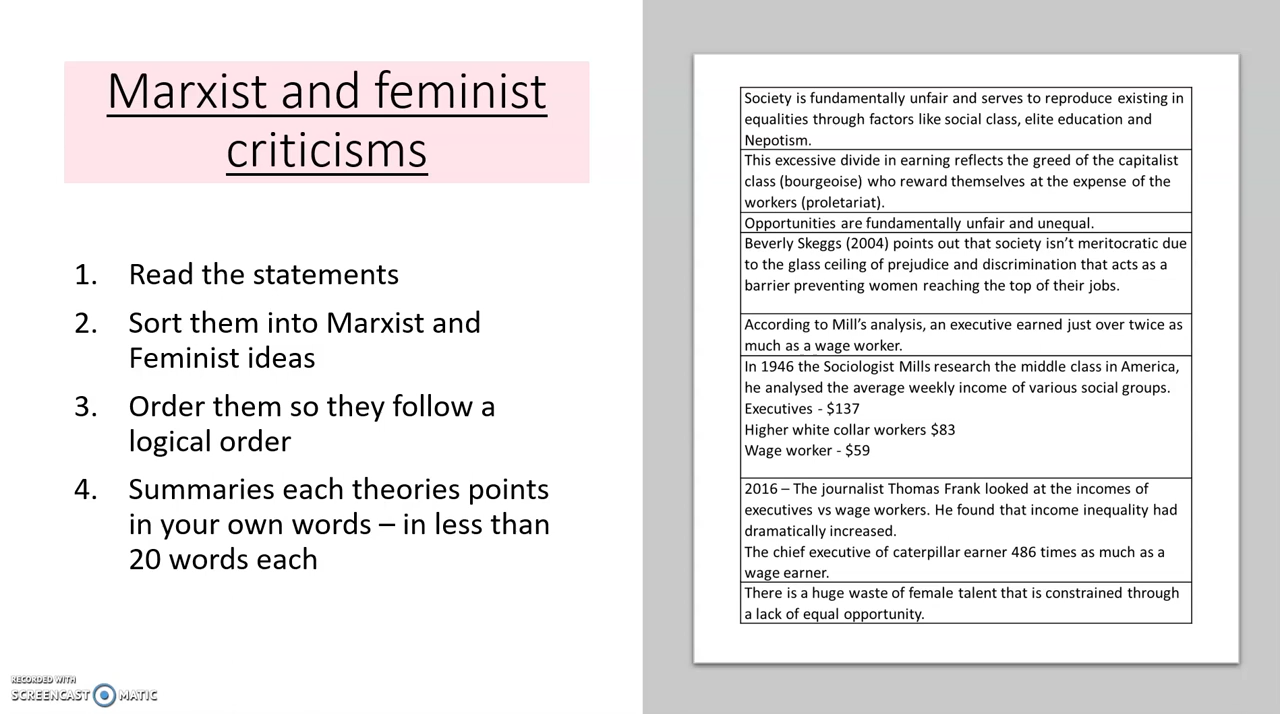 Marxist and feminist
criticisms
1. Read the statements
2. Sort them into Marxist and
Feminist ideas
3. Order them so they follow a
logical order
4. Summaries each theories points
in your own words – in less than
20 words each
Society is fundamentally unfair and serves to reproduce existing in
equalities through factors like social class, elite education and
Nepotism.
This excessive divide in earning reflects the greed of the capitalist
class (bourgeoise) who reward themselves at the expense of the
workers (proletariat).
Opportunities are fundamentally unfair and unequal.
Beverly Skeggs (2004) points out that society isn’t meritocratic due
to the glass ceiling of prejudice and discrimination that acts as a
barrier preventing women reaching the top of their jobs.
According to Mill’s analysis, an executive earned just over twice as
much as a wage worker.
In 1946 the Sociologist Mills research the middle class in America,
he analysed the average weekly income of various social groups.
Executives - $137
Higher white collar workers $83
Wage worker - $59
2016 – The journalist Thomas Frank looked at the incomes of
executives vs wage workers. He found that income inequality had
dramatically increased.
The chief executive of caterpillar earner 486 times as much as a
wage earner.
There is a huge waste of female talent that is constrained through
a lack of equal opportunity.
RECORDED WITH
SCREENCAST MATIC